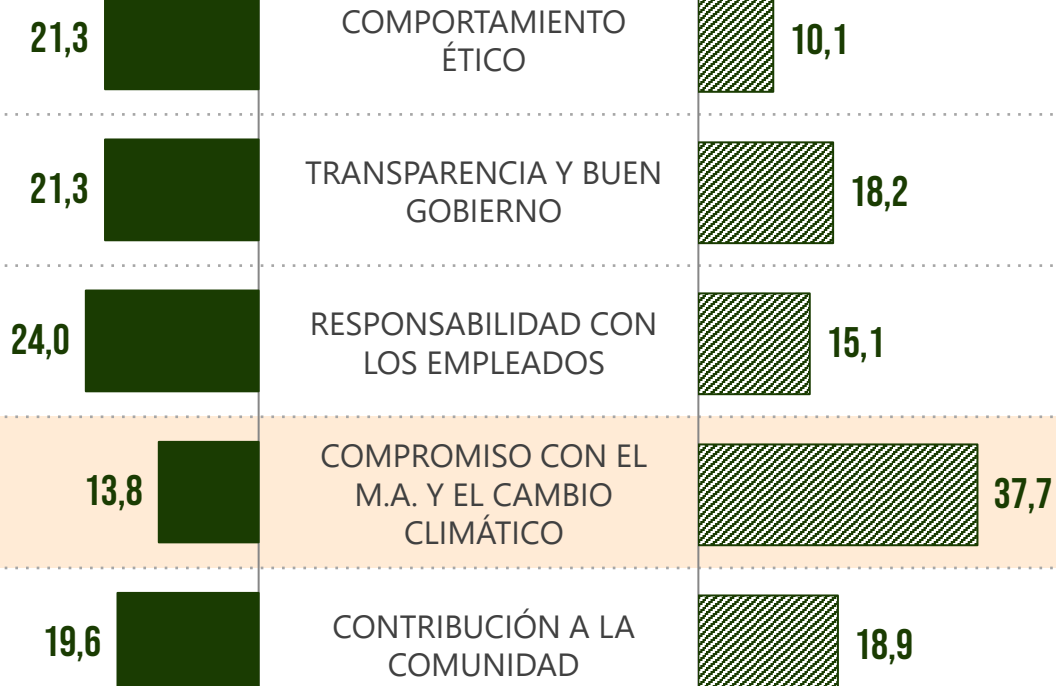 21,3
COMPORTAMIENTO
ÉTICO
10,1
21,3
TRANSPARENCIA Y BUEN
GOBIERNO
18,2
24,0
RESPONSABILIDAD CON
LOS EMPLEADOS
15,1
13,8
COMPROMISO CON EL
M.A. Y EL CAMBIO
CLIMÁTICO
37,7
19,6
CONTRIBUCIÓN A LA
COMUNIDAD
18,9